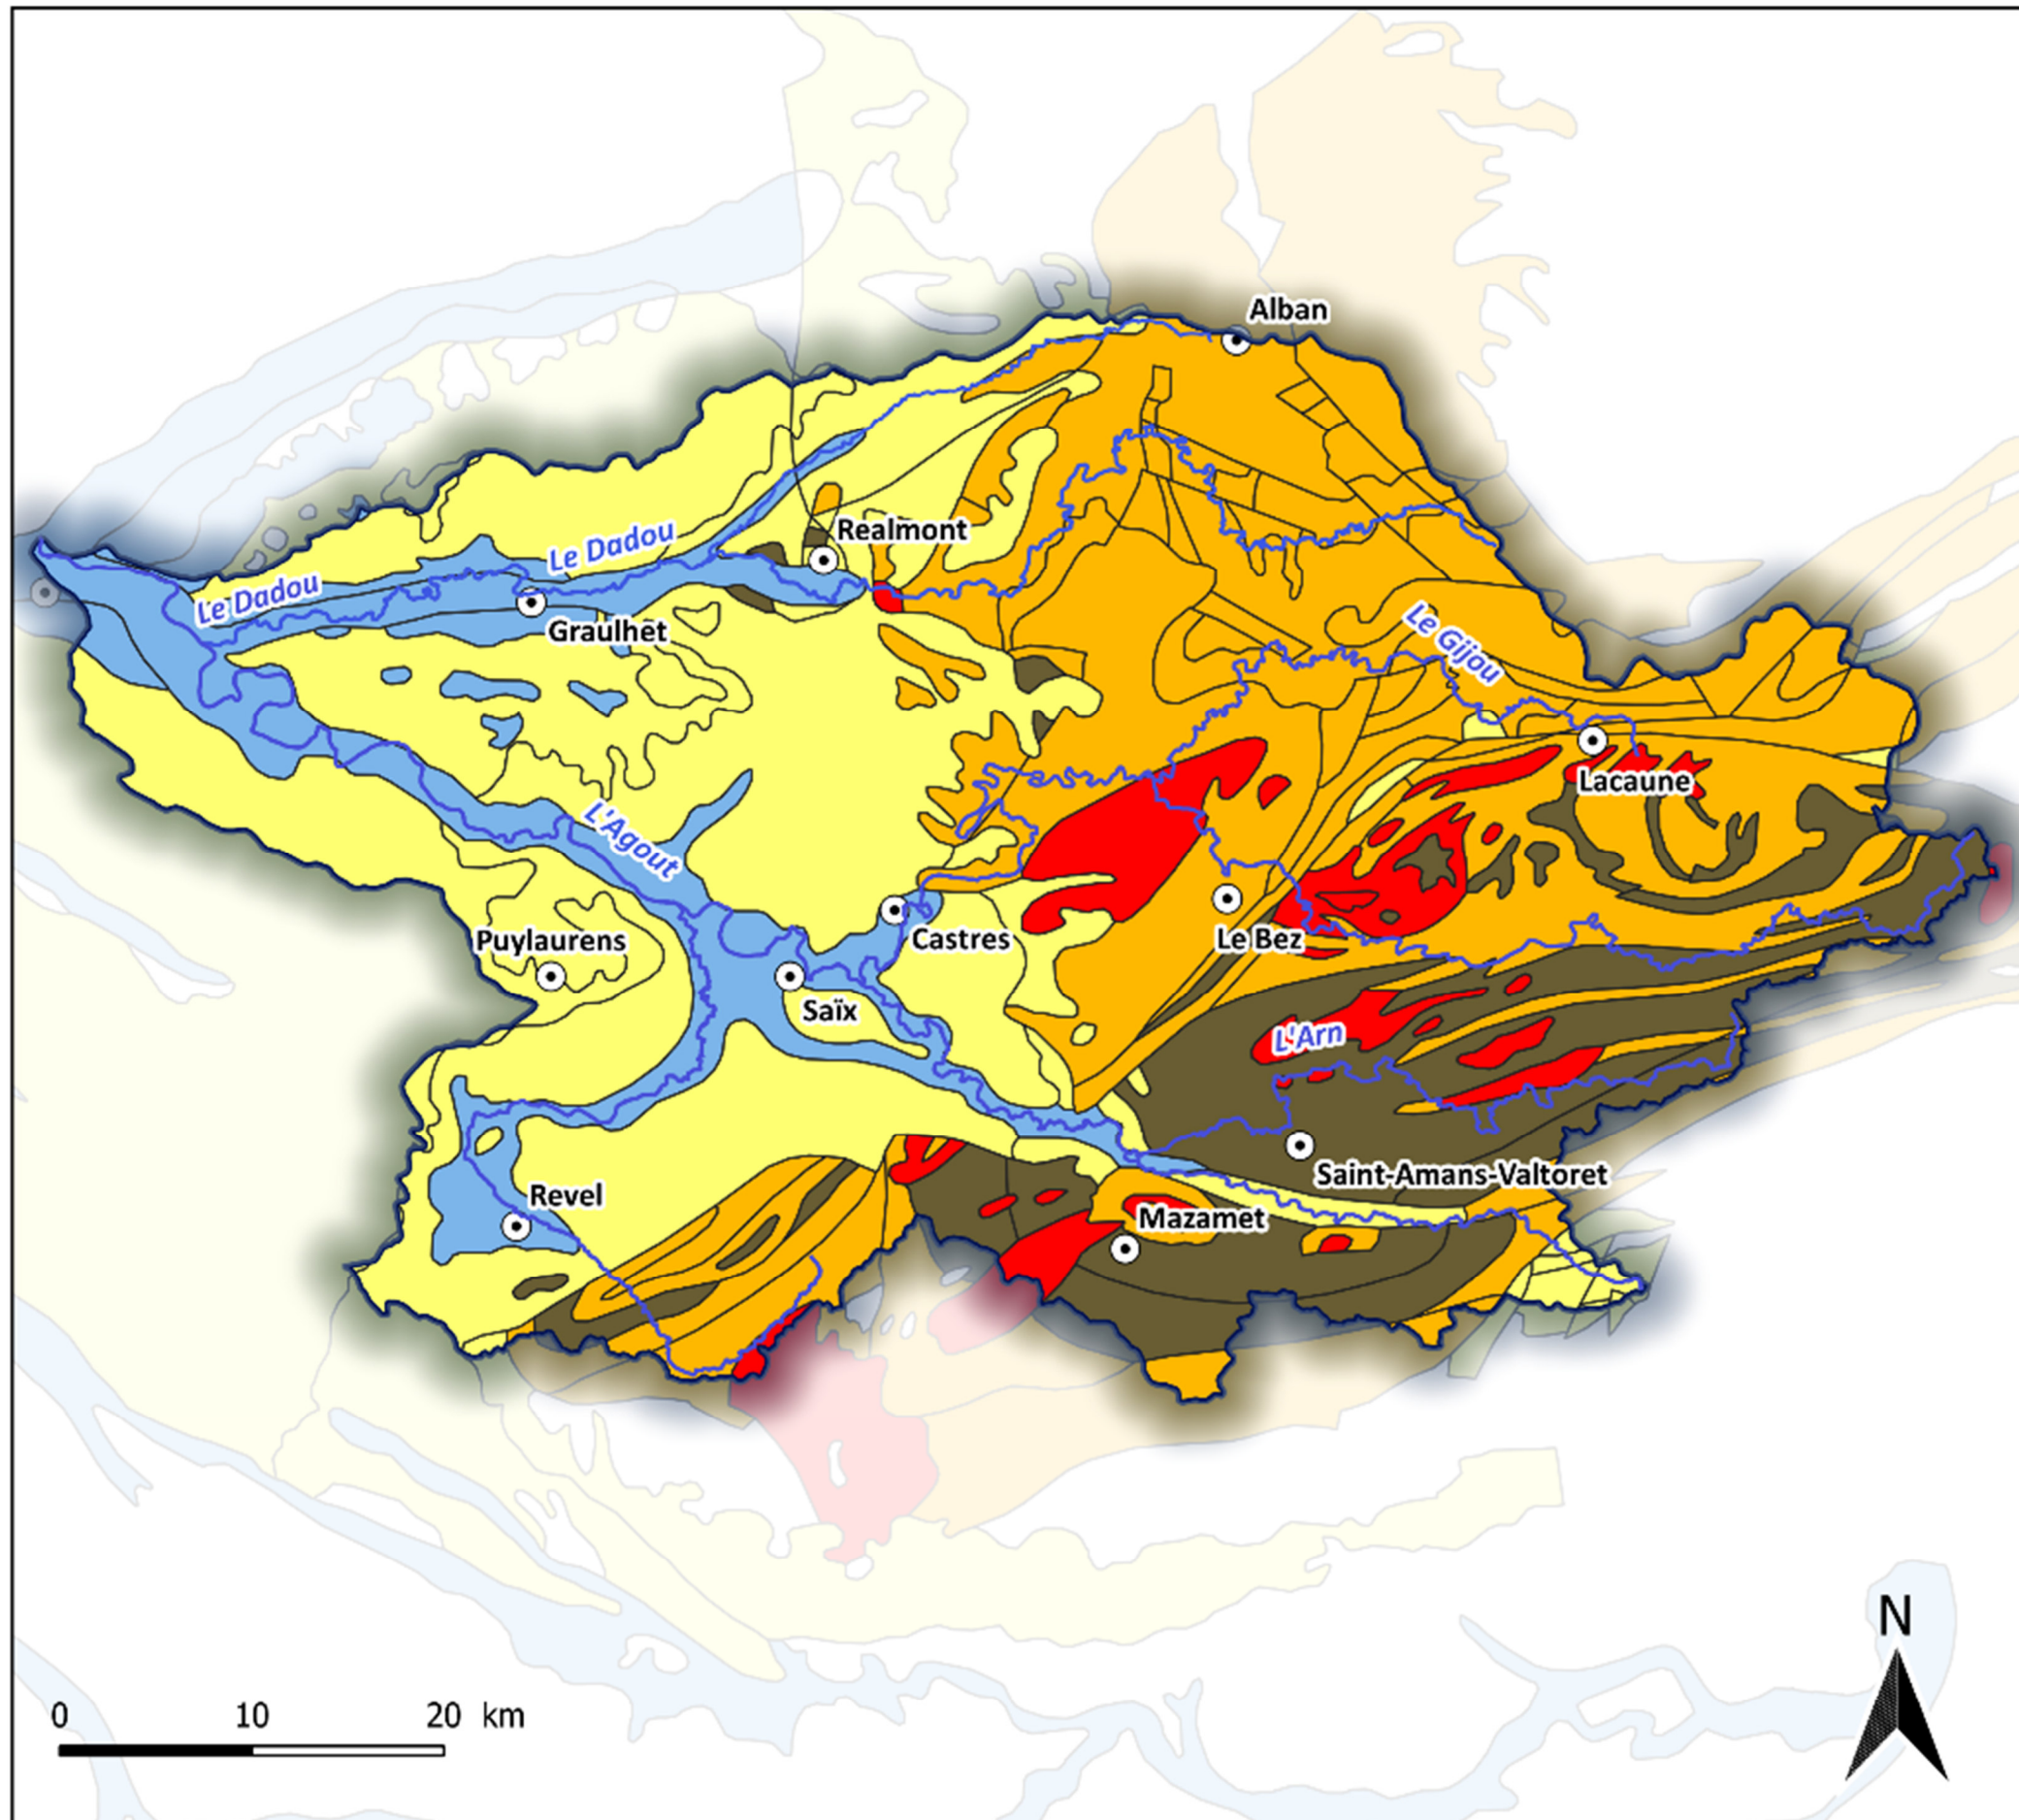 Alban
Realmont
Le Dadou
Le Dadou
Graulhet
Le Gijou
Lacaune
L'Agout
Puylaurens
Castres
Le Bez
Saïx
L'Arn
Saint-Amans-Valtoret
Revel
Mazamet
N
0 10 20 km